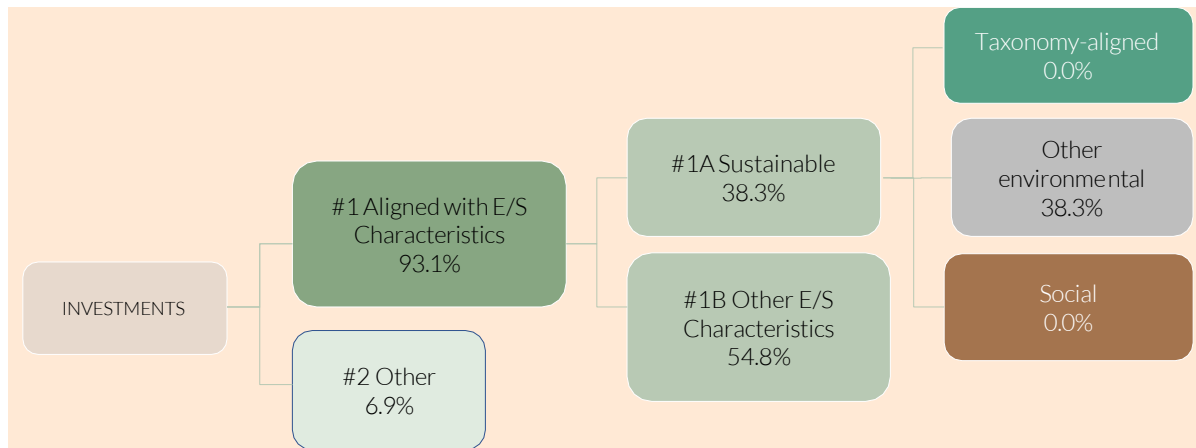 INVESTMENTS
#1 Aligned with E/S
Characteristics
93.1%
#2 Other
6.9%
#1A Sustainable
38.3%
#1B Other E/S
Characteristics
54.8%
Taxonomy-aligned
0.0%
Other
environmental
38.3%
Social
0.0%